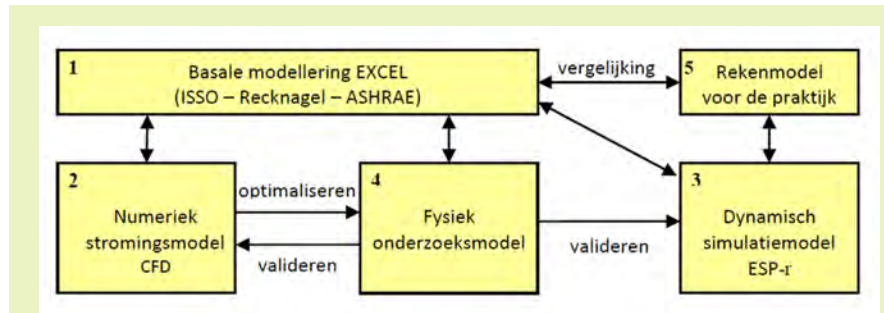 1
Basale modellering EXCEL
(ISSO – Recknagel – ASHRAE)
vergelijking
5
Rekenmodel
voor de praktijk
2
Numeriek
stromingsmodel
CFD
optimaliseren
valideren
4
Fysiek
onderzoeksmodel
valideren
3
Dynamisch
simulatiemodel
ESP-r